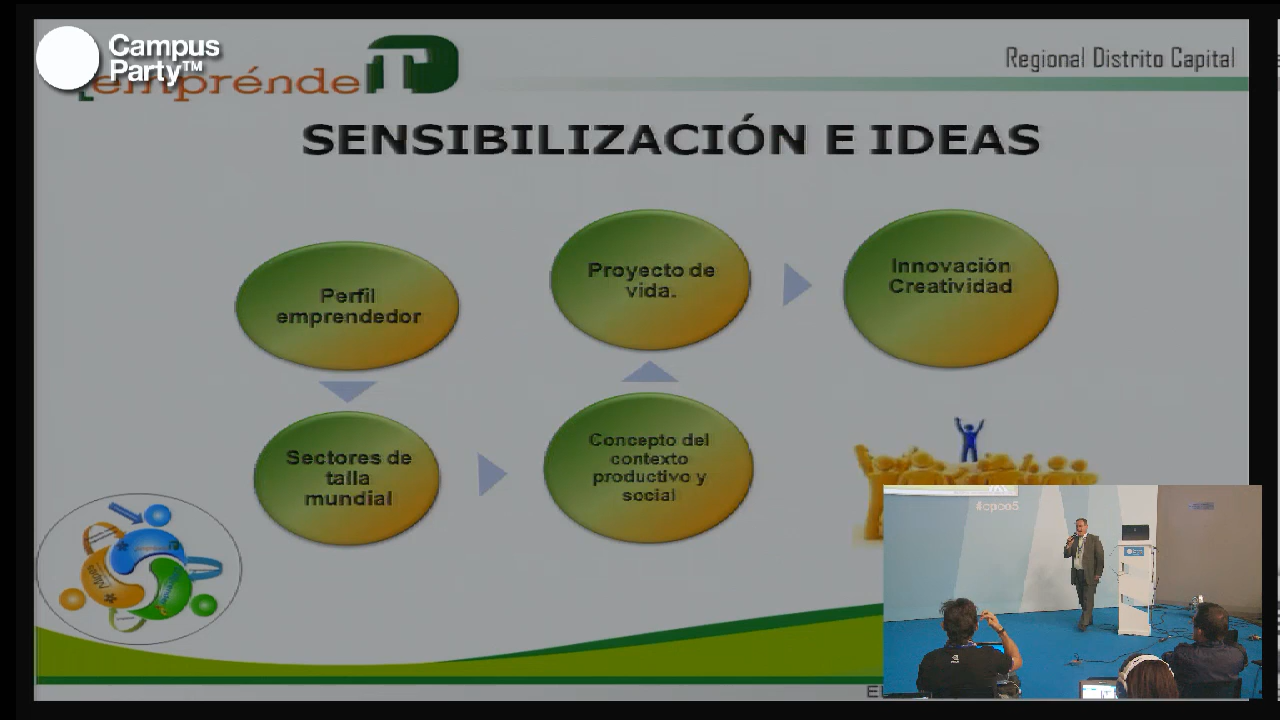 Campus
Party™
empréndeTD
Regional Distrito Capital
SENSIBILIZACIÓN E IDEAS
Perfil
emprendedor
Proyecto de
vida.
Innovación
Creatividad
Sectores de
talla
mundial
Concepto del
contexto
productivo y
social
#cpco5